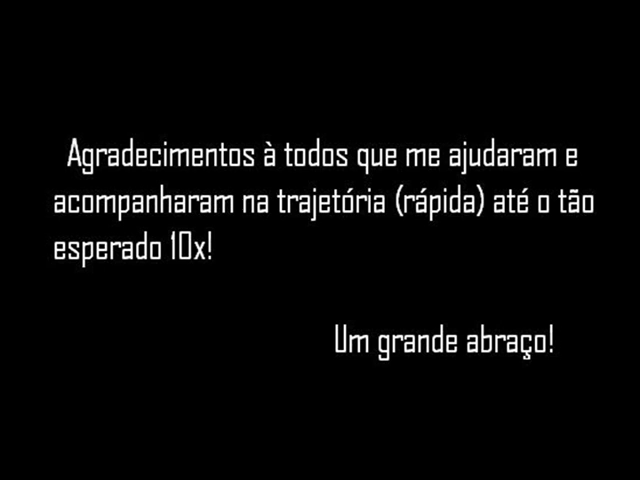 Agradecimentos à todos que me ajudaram e
acompanharam na trajetória (rápida) até o tão
esperado 10x!
Um grande abraço!